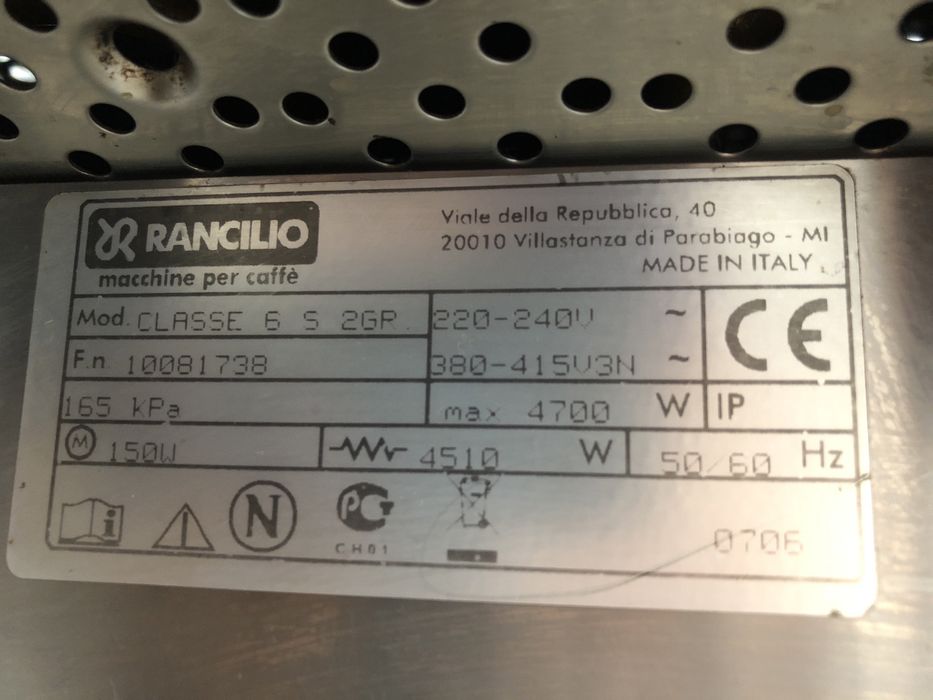 RANCILIO
macchine per caffè
Viale della Repubblica, 40
20010 Villastanza di Parabiago - MI
MADE IN ITALY
Mod. CLASSE 6 S 2GR. 220-240V ~
F.n. 10081738 380-415V3N ~
CE
165 kPa max 4700 W IP
M 150W 4510 W 50/60 Hz
i N PCT
CH01
0706